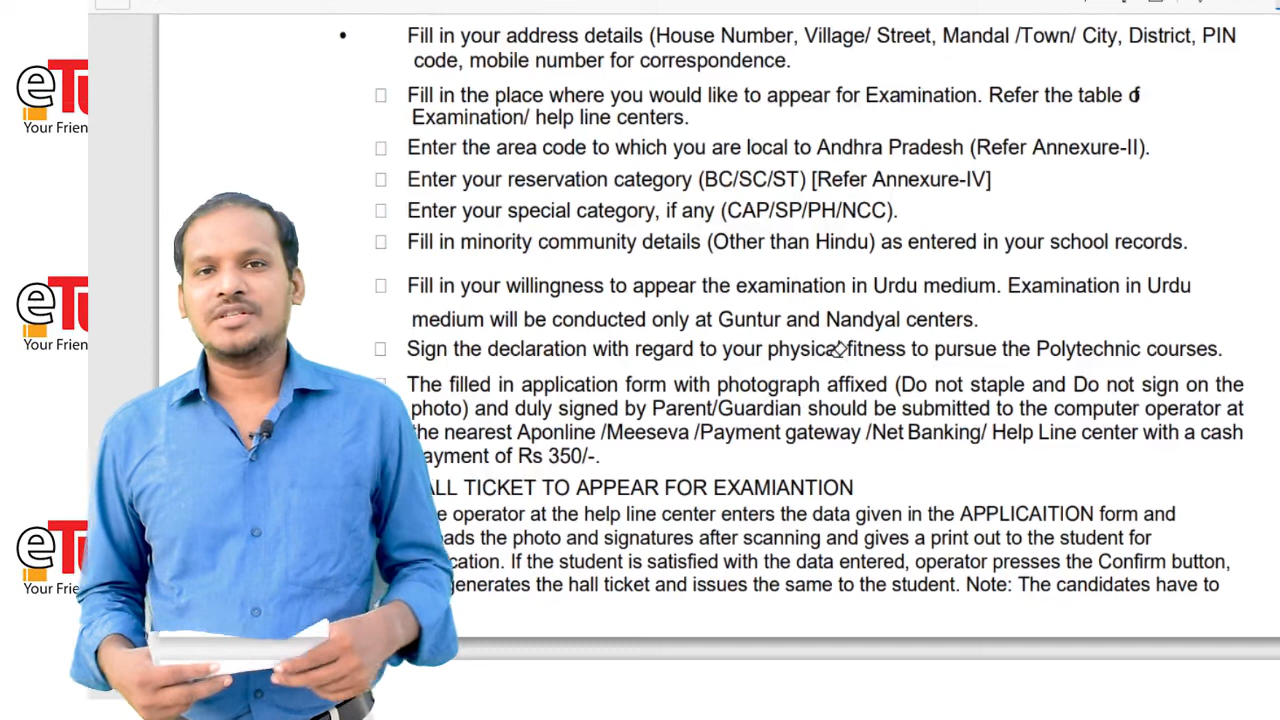 • Fill in your address details (House Number, Village/ Street, Mandal /Town/ City, District, PIN
code, mobile number for correspondence.
Fill in the place where you would like to appear for Examination. Refer the table of
Examination/ help line centers.
Enter the area code to which you are local to Andhra Pradesh (Refer Annexure-II).
Enter your reservation category (BC/SC/ST) [Refer Annexure-IV]
Enter your special category, if any (CAP/SP/PH/NCC).
Fill in minority community details (Other than Hindu) as entered in your school records.
Fill in your willingness to appear the examination in Urdu medium. Examination in Urdu
medium will be conducted only at Guntur and Nandyal centers.
Sign the declaration with regard to your physical fitness to pursue the Polytechnic courses.
The filled in application form with photograph affixed (Do not staple and Do not sign on the
photo) and duly signed by Parent/Guardian should be submitted to the computer operator at
the nearest Aponline /Meeseva /Payment gateway /Net Banking/ Help Line center with a cash
ayment of Rs 350/-.
ALL TICKET TO APPEAR FOR EXAMIANTION
e operator at the help line center enters the data given in the APPLICAITION form and
ads the photo and signatures after scanning and gives a print out to the student for
cation. If the student is satisfied with the data entered, operator presses the Confirm button,
generates the hall ticket and issues the same to the student. Note: The candidates have to
eTu
Your Frien
eTu
Your Frien
eTu
Your Frien